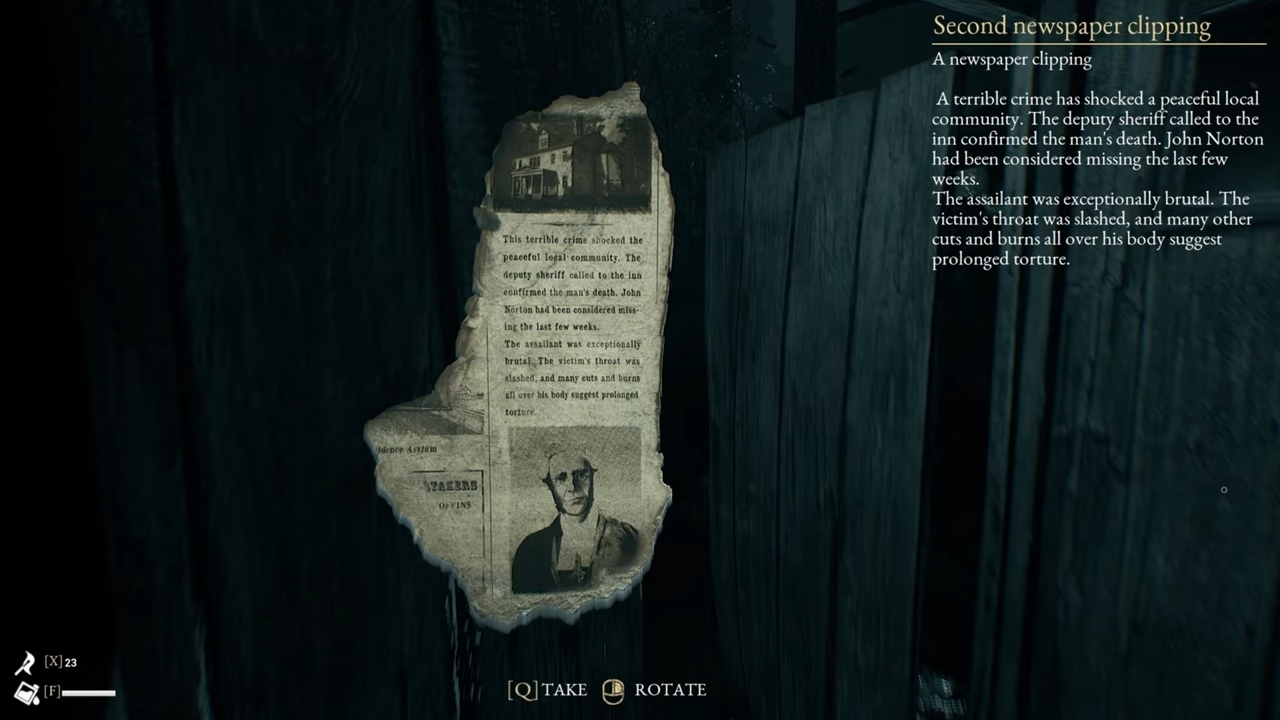 Second newspaper clipping
A newspaper clipping
A terrible crime has shocked a peaceful local
community. The deputy sheriff called to the
inn confirmed the man's death. John Norton
had been considered missing the last few
weeks.
The assailant was exceptionally brutal. The
victim's throat was slashed, and many other
cuts and burns all over his body suggest
prolonged torture.
This terrible crime shocked the
peaceful local community. The
deputy sheriff called to the inn
confirmed the man's death. John
Norton had been considered miss-
ing the last few weeks.
The assailant was exceptionally
brutal. The victim's throat was
slashed, and many cuts and burns
all over his body suggest prolonged
torture.
idence Asylum
TAKERS
OFFINS
[X] 23
[F]
[Q] TAKE ROTATE